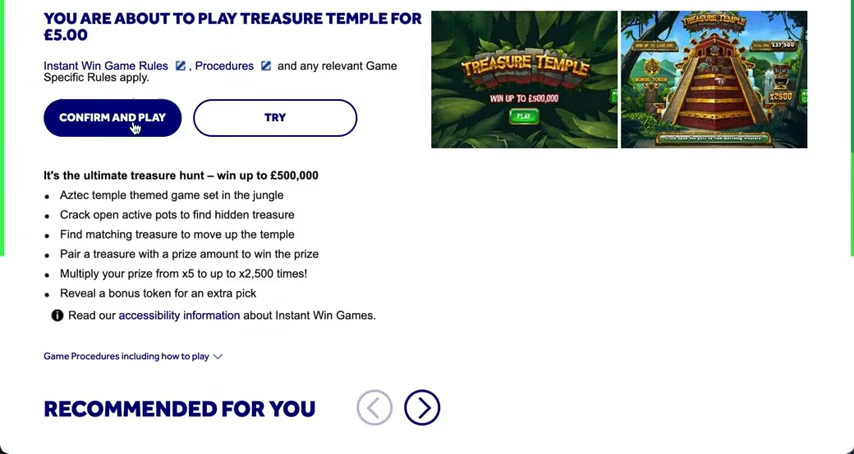 YOU ARE ABOUT TO PLAY TREASURE TEMPLE FOR
£5.00
Instant Win Game Rules , Procedures and any relevant Game
Specific Rules apply.
CONFIRM AND PLAY
TRY
TREASURE TEMPLE
WIN UP TO £500,000
PLAY
TREASURE TEMPLE
£37,500
BONUS TOKEN
X2500
It's the ultimate treasure hunt – win up to £500,000
Aztec temple themed game set in the jungle
Crack open active pots to find hidden treasure
Find matching treasure to move up the temple
Pair a treasure with a prize amount to win the prize
Multiply your prize from x5 to up to x2,500 times!
Reveal a bonus token for an extra pick
Read our accessibility information about Instant Win Games.
Game Procedures including how to play
RECOMMENDED FOR YOU